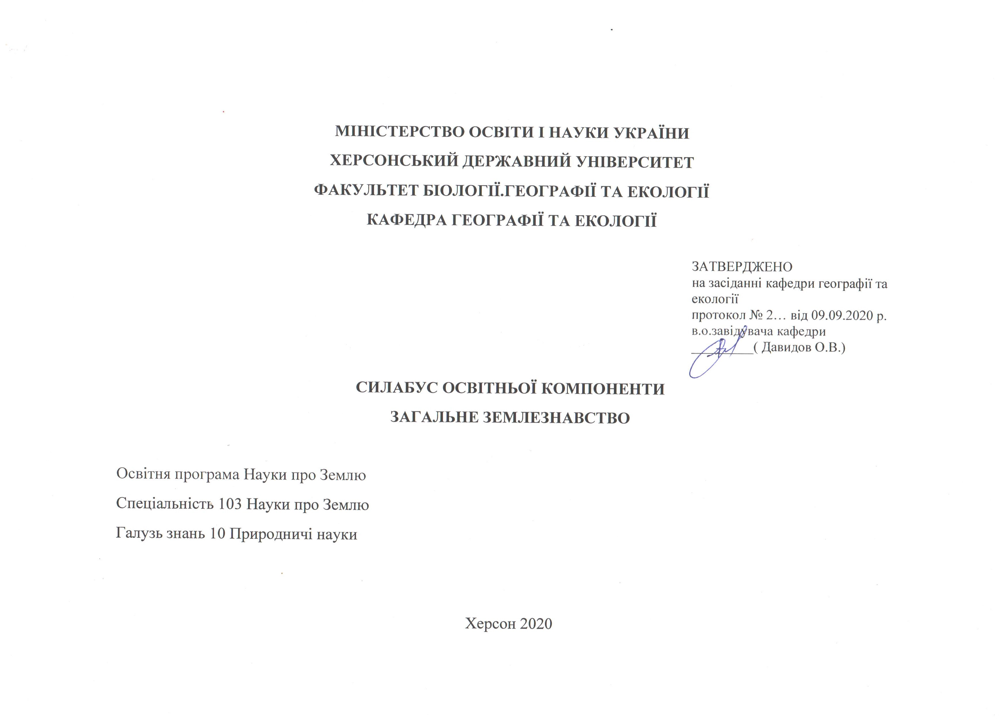 МІНІСТЕРСТВО ОСВІТИ І НАУКИ УКРАЇНИ
ХЕРСОНСЬКИЙ ДЕРЖАВНИЙ УНІВЕРСИТЕТ
ФАКУЛЬТЕТ БІОЛОГІЇ.ГЕОГРАФІЇ ТА ЕКОЛОГІЇ
КАФЕДРА ГЕОГРАФІЇ ТА ЕКОЛОГІЇ
ЗАТВЕРДЖЕНО
на засіданні кафедри географії та
екології
протокол № 2… від 09.09.2020 р.
в.о.завідувача кафедри
_________( Давидов О.В.)
СИЛАБУС ОСВІТНЬОЇ КОМПОНЕНТИ
ЗАГАЛЬНЕ ЗЕМЛЕЗНАВСТВО
Освітня програма Науки про Землю
Спеціальність 103 Науки про Землю
Галузь знань 10 Природничі науки
Херсон 2020